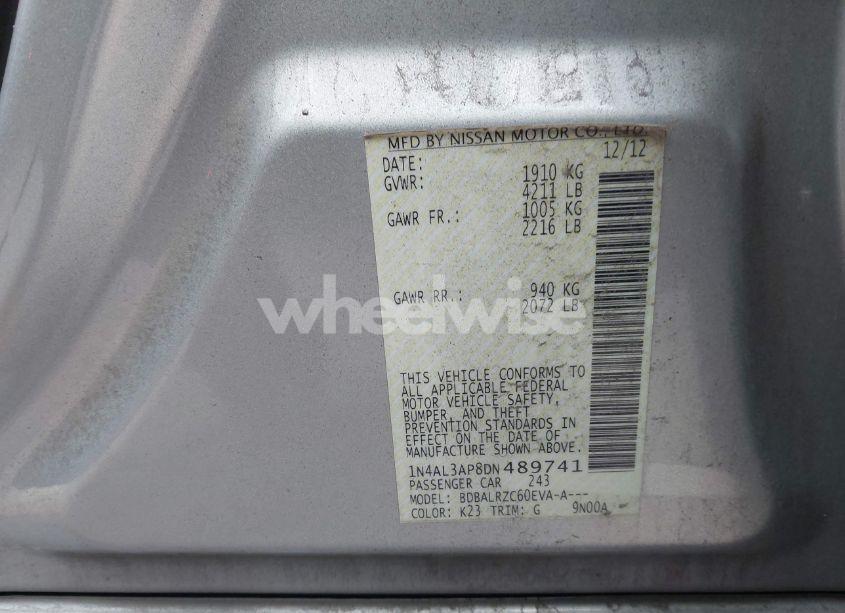 MFD BY NISSAN MOTOR CO., LTD.
DATE: 12/12
GVWR: 1910 KG
4211 LB
GAWR FR.: 1005 KG
2216 LB
GAWR RR.: 940 KG
2072 LB
wheelwise
THIS VEHICLE CONFORMS TO
ALL APPLICABLE FEDERAL
MOTOR VEHICLE SAFETY,
BUMPER, AND THEFT
PREVENTION STANDARDS IN
EFFECT ON THE DATE OF
MANUFACTURE SHOWN ABOVE.
1N4AL3AP8DN489741
PASSENGER CAR 243
MODEL: BDBALRZC60EVA-A---
COLOR: K23 TRIM: G 9N00A